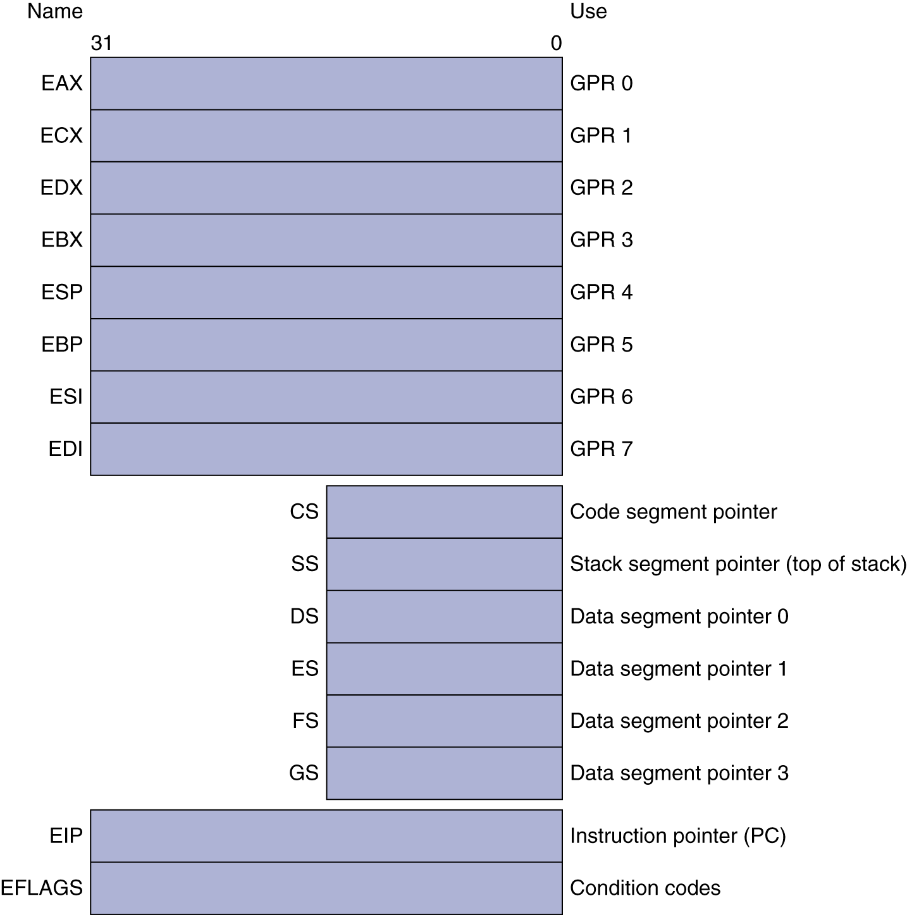 Name Use
31 0
EAX GPR 0
ECX GPR 1
EDX GPR 2
EBX GPR 3
ESP GPR 4
EBP GPR 5
ESI GPR 6
EDI GPR 7
CS Code segment pointer
SS Stack segment pointer (top of stack)
DS Data segment pointer 0
ES Data segment pointer 1
FS Data segment pointer 2
GS Data segment pointer 3
EIP Instruction pointer (PC)
EFLAGS Condition codes